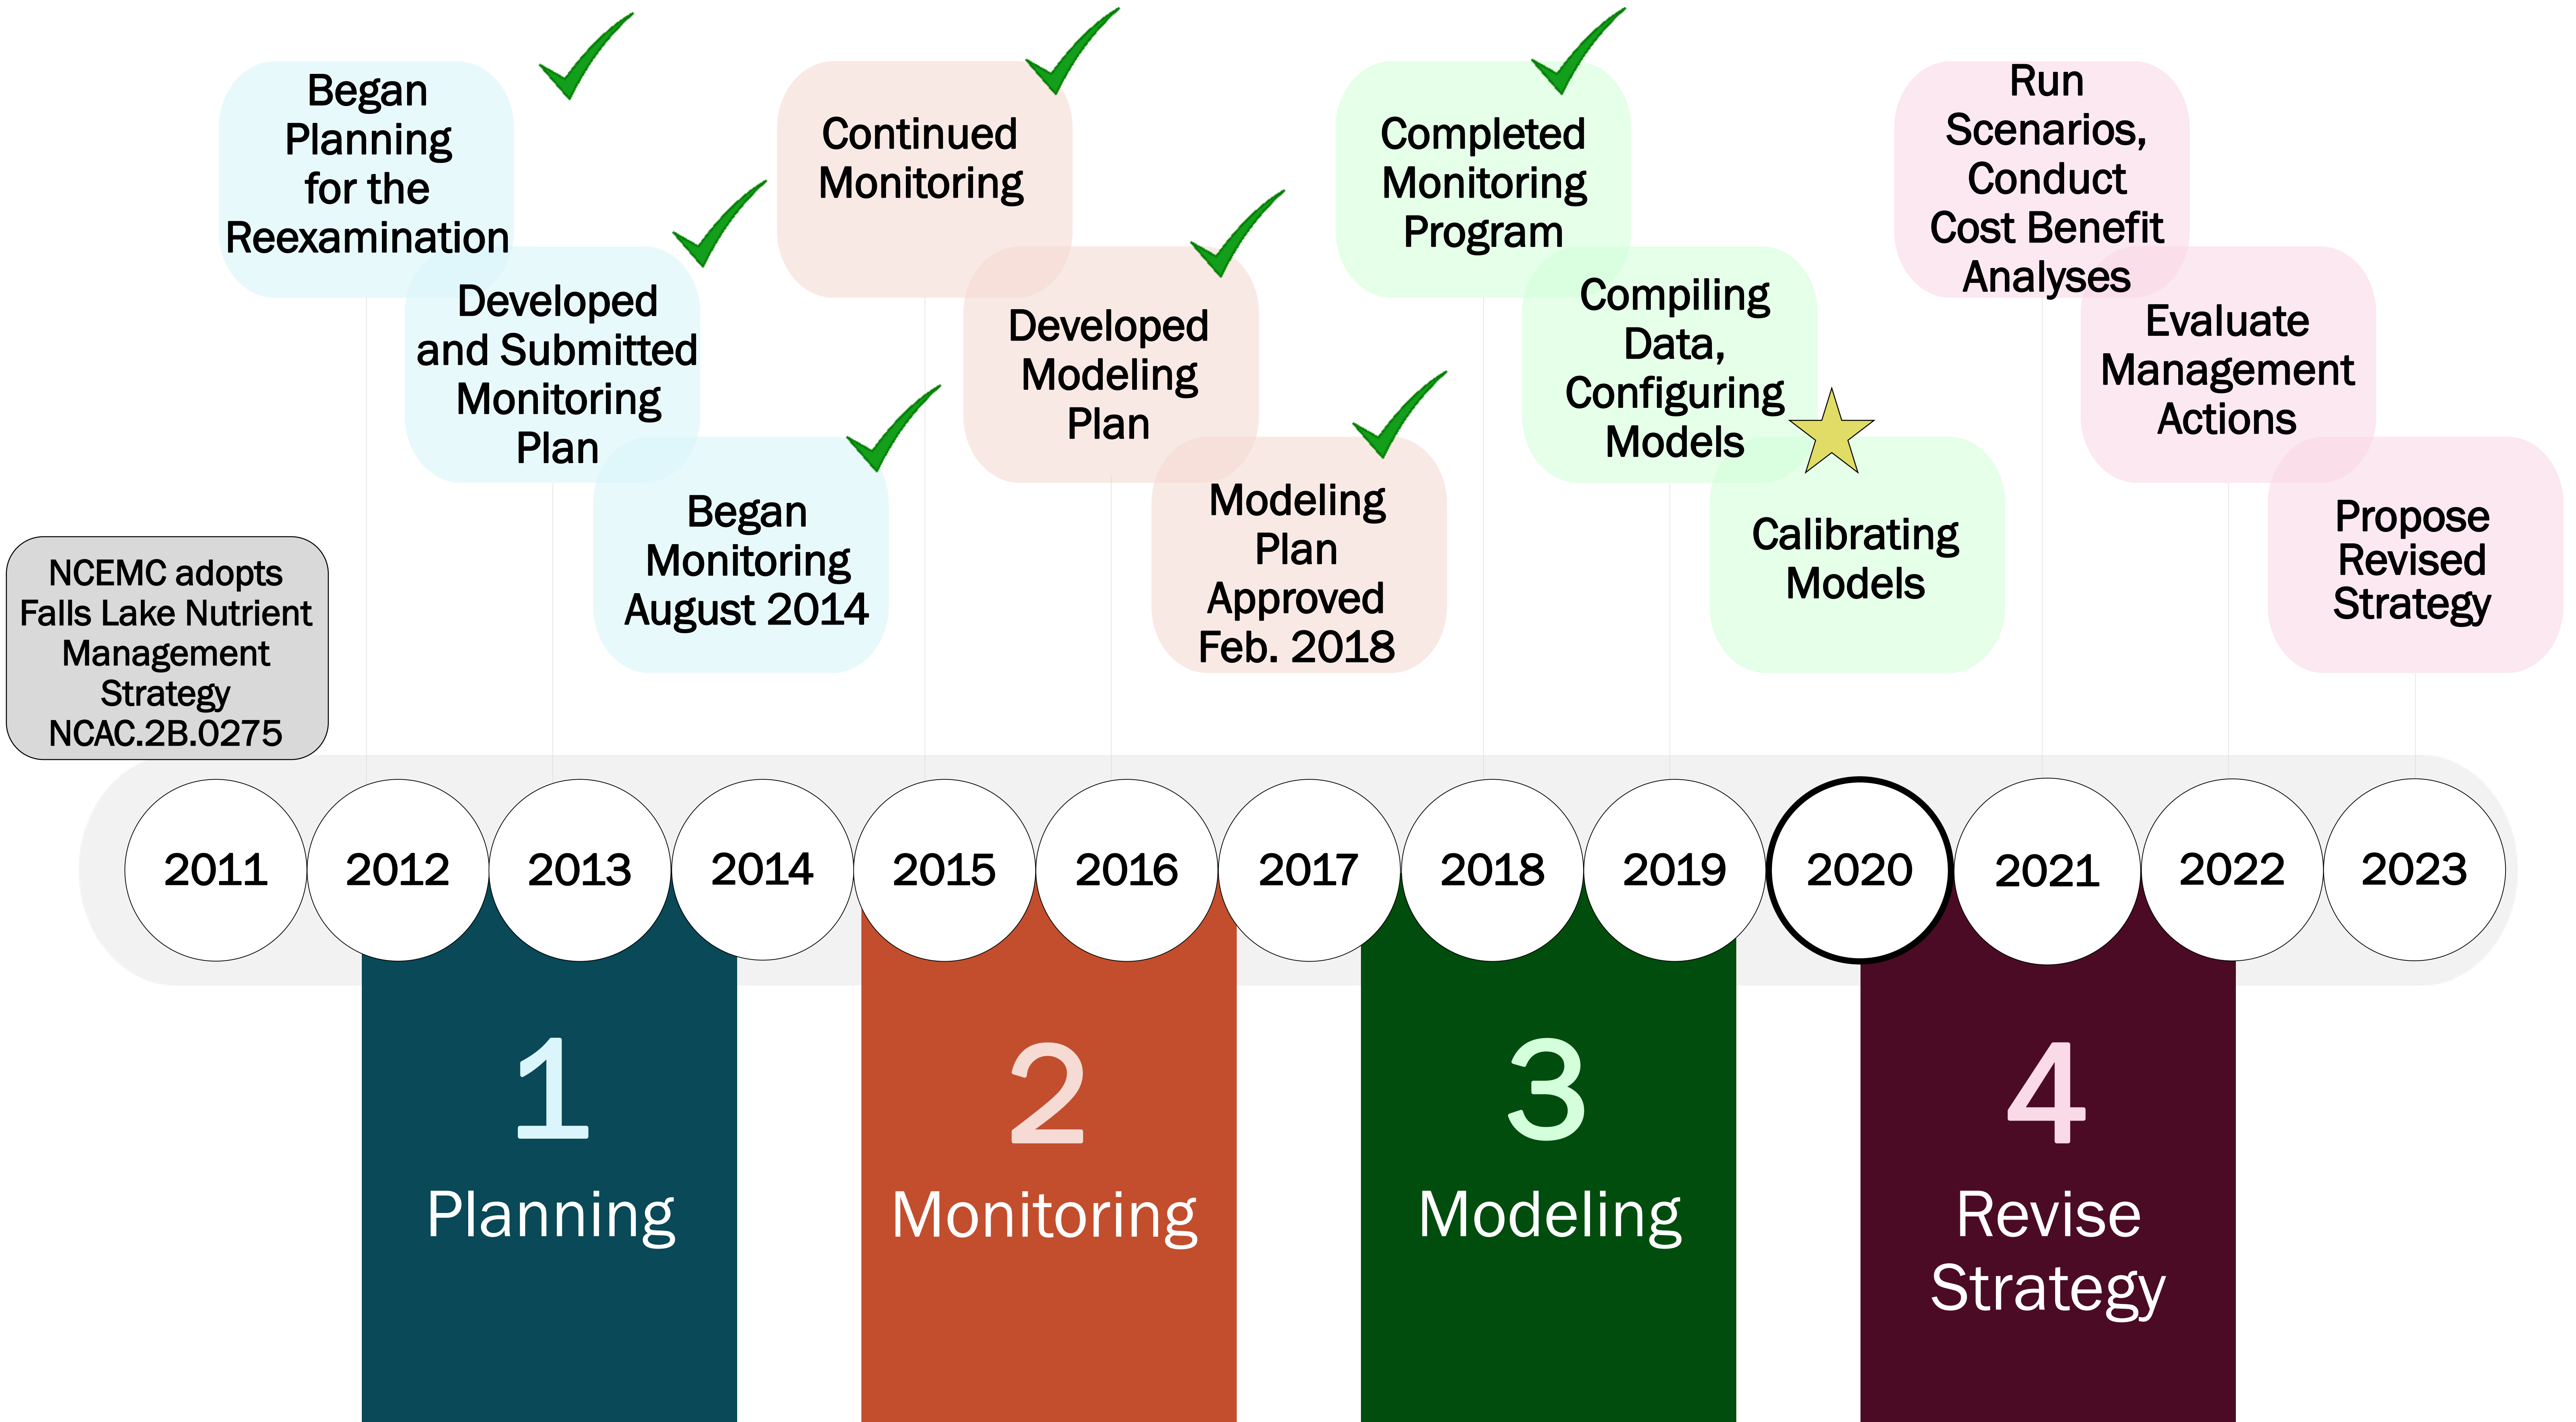 Began
Planning
for the
Reexamination
Developed
and Submitted
Monitoring
Plan
Began
Monitoring
August 2014
Continued
Monitoring
Developed
Modeling
Plan
Modeling
Plan
Approved
Feb. 2018
Completed
Monitoring
Program
Compiling
Data,
Configuring
Models
Calibrating
Models
Run
Scenarios,
Conduct
Cost Benefit
Analyses
Evaluate
Management
Actions
Propose
Revised
Strategy
NCEMC adopts
Falls Lake Nutrient
Management
Strategy
NCAC.2B.0275
2011 2012 2013 2014 2015 2016 2017 2018 2019 2020 2021 2022 2023
1
Planning
2
Monitoring
3
Modeling
4
Revise
Strategy